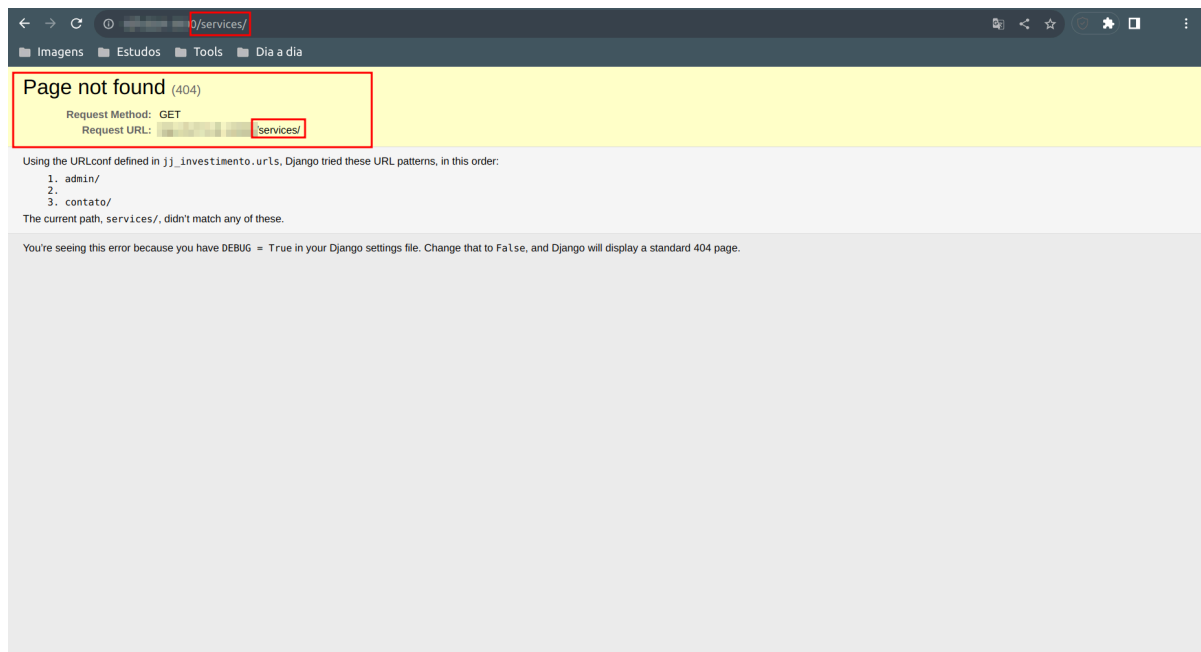 0/services/
Imagens Estudos Tools Dia a dia
Page not found (404)
Request Method: GET
Request URL: /services/
Using the URLconf defined in jj_investimento.urls, Django tried these URL patterns, in this order:
1. admin/
2.
3. contato/
The current path, services/, didn't match any of these.
You're seeing this error because you have DEBUG = True in your Django settings file. Change that to False, and Django will display a standard 404 page.